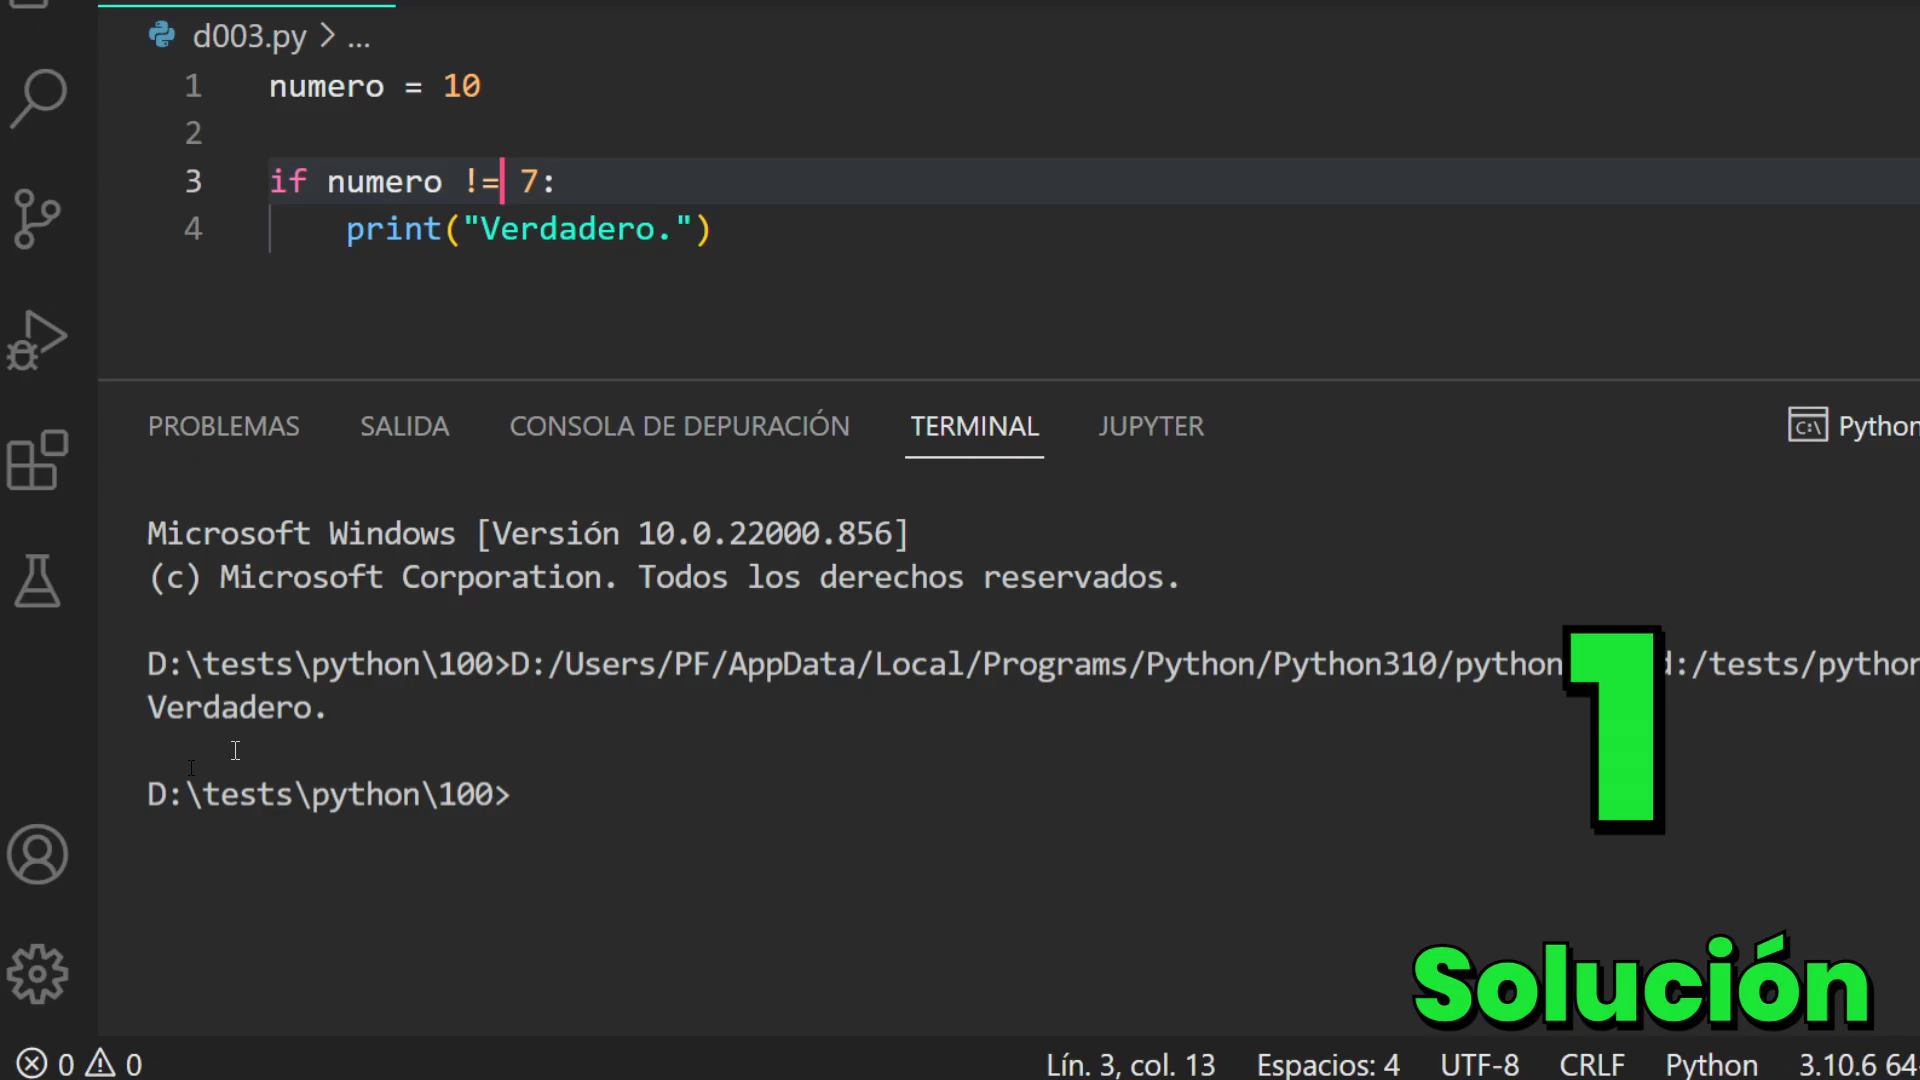 d003.py > ...
1 numero = 10
2
3 if numero != 7:
4 print("Verdadero.")
PROBLEMAS SALIDA CONSOLA DE DEPURACIÓN TERMINAL JUPYTER Python
Microsoft Windows [Versión 10.0.22000.856]
(c) Microsoft Corporation. Todos los derechos reservados.
D:\tests\python\100>D:/Users/PF/AppData/Local/Programs/Python/Python310/python d:/tests/python
Verdadero.
D:\tests\python\100>
1
Solución
0 0 Lín. 3, col. 13 Espacios: 4 UTF-8 CRLF Python 3.10.6 64